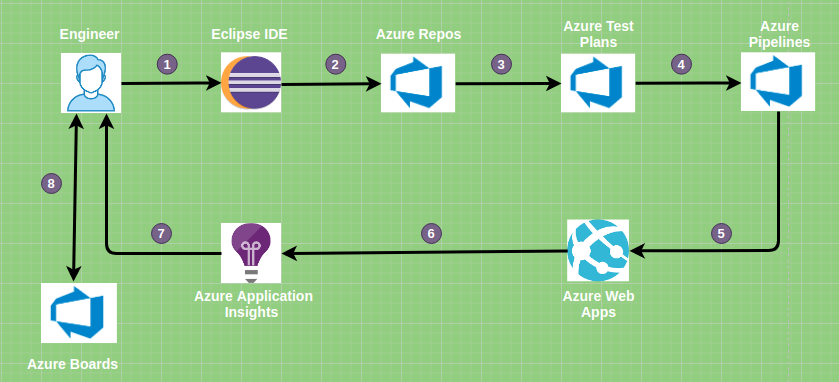 Engineer
Eclipse IDE
Azure Repos
Azure Test
Plans
Azure
Pipelines
1
2
3
4
8
7
6
5
Azure Application
Insights
Azure Web
Apps
Azure Boards